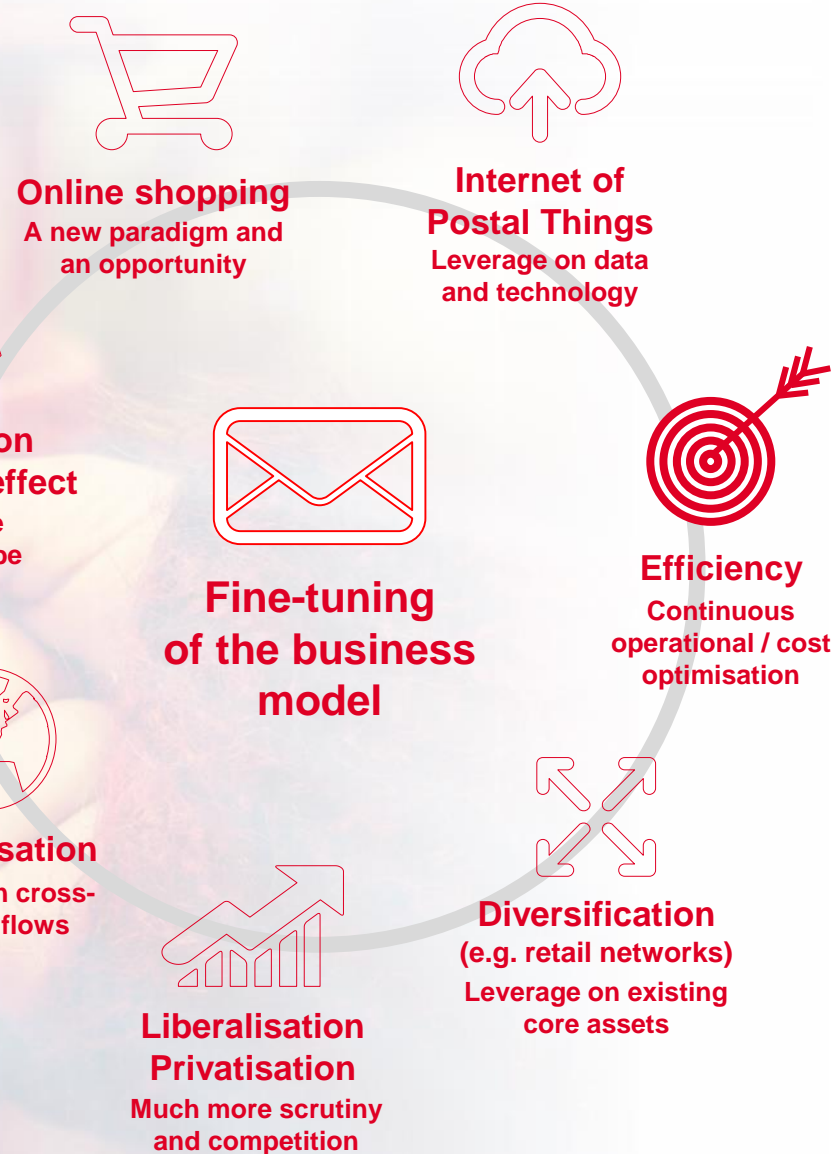 Online shopping
A new paradigm and
an opportunity
Internet of
Postal Things
Leverage on data
and technology
effect
Fine-tuning
of the business
model
Efficiency
Continuous
operational / cost
optimisation
cross-
flows
Diversification
(e.g. retail networks)
Leverage on existing
core assets
Liberalisation
Privatisation
Much more scrutiny
and competition